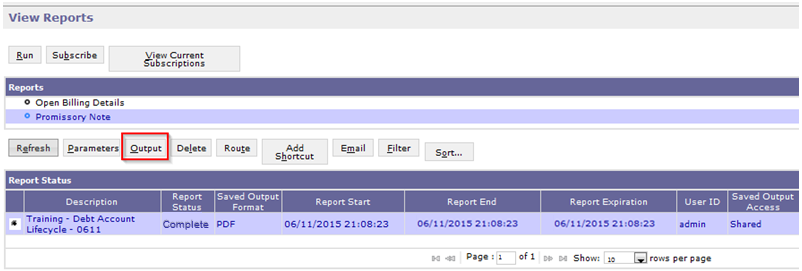 View Reports
Run Subscribe View Current Subscriptions
Reports
Open Billing Details
Promissory Note
Refresh Parameters Output Delete Route Add Shortcut Email Filter Sort...
Report Status
Description Report Status Saved Output Format Report Start Report End Report Expiration User ID Saved Output Access
Training - Debt Account Lifecycle - 0611 Complete PDF 06/11/2015 21:08:23 06/11/2015 21:08:23 06/11/2015 21:08:23 admin Shared
Page : 1 of 1 Show: 10 rows per page